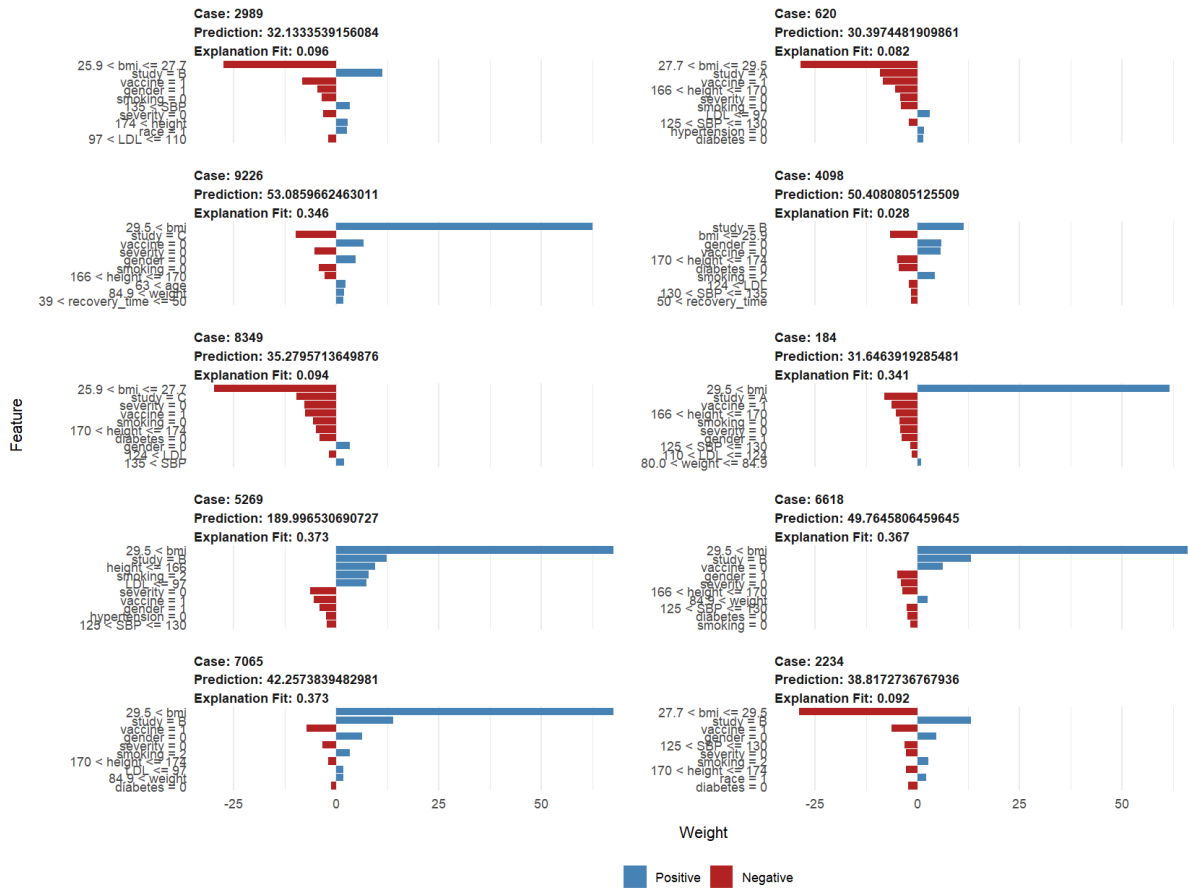 Case: 2989
Prediction: 32.1333539156084
Explanation Fit: 0.096
25.9 < bmi <= 27.7
study = B
vaccine = 1
gender = 1
smoking = 0
135 < SBP
severity = 0
174 < height
race = 1
97 < LDL <= 110
Case: 620
Prediction: 30.3974481909861
Explanation Fit: 0.082
27.7 < bmi <= 29.5
study = A
vaccine = 1
166 < height <= 170
severity = 0
smoking = 0
LDL <= 97
125 < SBP <= 130
hypertension = 0
diabetes = 0
Case: 9226
Prediction: 53.0859662463011
Explanation Fit: 0.346
29.5 < bmi
study = C
vaccine = 0
severity = 0
gender = 0
smoking = 0
166 < height <= 170
63 < age
84.9 < weight
39 < recovery_time <= 50
Case: 4098
Prediction: 50.4080805125509
Explanation Fit: 0.028
study = B
bmi <= 25.9
gender = 0
vaccine = 0
170 < height <= 174
diabetes = 0
smoking = 2
124 < LDL
130 < SBP <= 135
50 < recovery_time
Case: 8349
Prediction: 35.2795713649876
Explanation Fit: 0.094
25.9 < bmi <= 27.7
study = C
severity = 0
vaccine = 1
smoking = 0
170 < height <= 174
diabetes = 0
gender = 0
124 < LDL
135 < SBP
Case: 184
Prediction: 31.6463919285481
Explanation Fit: 0.341
29.5 < bmi
study = A
vaccine = 1
166 < height <= 170
smoking = 0
severity = 0
gender = 1
125 < SBP <= 130
110 < LDL <= 124
80.0 < weight <= 84.9
Case: 5269
Prediction: 189.996530690727
Explanation Fit: 0.373
29.5 < bmi
study = B
height <= 166
smoking = 2
LDL <= 97
severity = 0
vaccine = 1
gender = 1
hypertension = 0
125 < SBP <= 130
Case: 6618
Prediction: 49.7645806459645
Explanation Fit: 0.367
29.5 < bmi
study = B
vaccine = 0
gender = 1
severity = 0
166 < height <= 170
84.9 < weight
125 < SBP <= 130
diabetes = 0
smoking = 0
Case: 7065
Prediction: 42.2573839482981
Explanation Fit: 0.373
29.5 < bmi
study = B
vaccine = 1
gender = 0
severity = 0
smoking = 2
170 < height <= 174
LDL <= 97
84.9 < weight
diabetes = 0
Case: 2234
Prediction: 38.8172736767936
Explanation Fit: 0.092
27.7 < bmi <= 29.5
study = B
vaccine = 1
gender = 0
125 < SBP <= 130
severity = 0
smoking = 2
170 < height <= 174
race = 1
diabetes = 0
-25 0 25 50
-25 0 25 50
Feature
Weight
Positive Negative